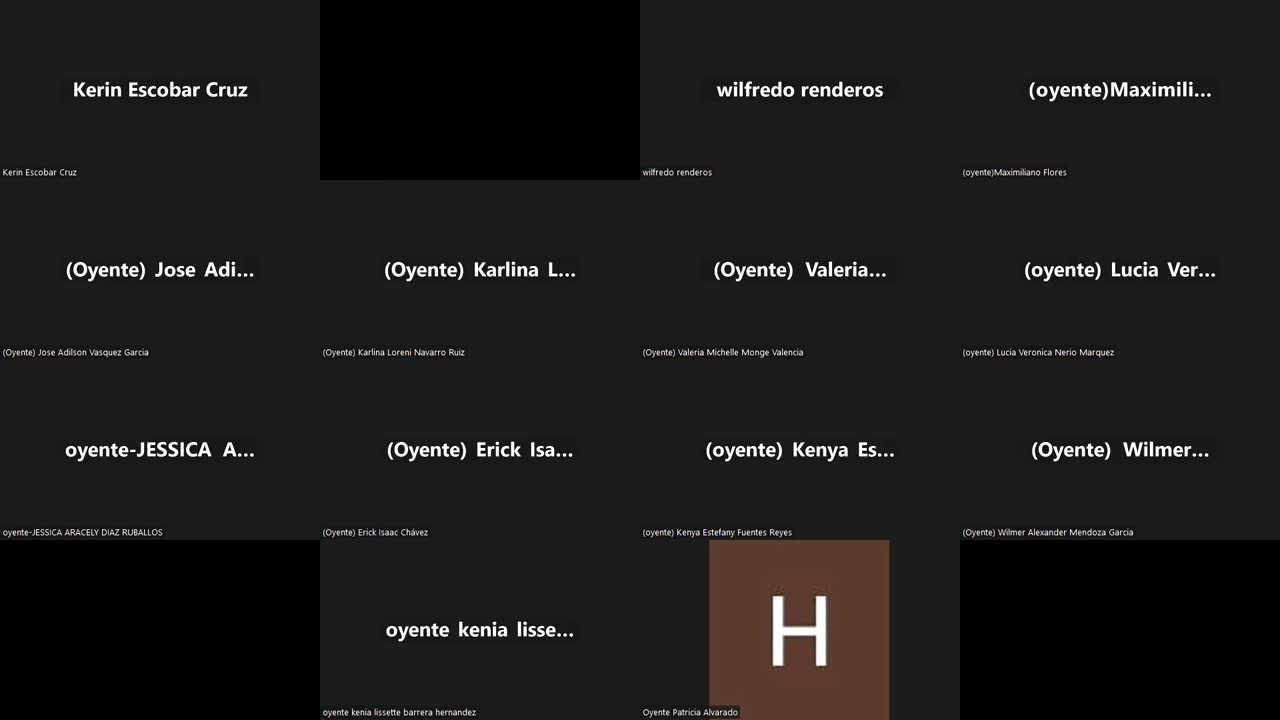 Kerin Escobar Cruz
Kerin Escobar Cruz
wilfredo renderos
wilfredo renderos
(oyente)Maximili...
(oyente)Maximiliano Flores
(Oyente) Jose Adi...
(Oyente) Jose Adilson Vasquez Garcia
(Oyente) Karlina L...
(Oyente) Karlina Loreni Navarro Ruiz
(Oyente) Valeria...
(Oyente) Valeria Michelle Monge Valencia
(oyente) Lucia Ver...
(oyente) Lucia Veronica Nerio Marquez
oyente-JESSICA A...
oyente-JESSICA ARACELY DIAZ RUBALLOS
(Oyente) Erick Isa...
(Oyente) Erick Isaac Chávez
(oyente) Kenya Es...
(oyente) Kenya Estefany Fuentes Reyes
(Oyente) Wilmer...
(Oyente) Wilmer Alexander Mendoza Garcia
oyente kenia lisse...
oyente kenia lissette barrera hernandez
H
Oyente Patricia Alvarado